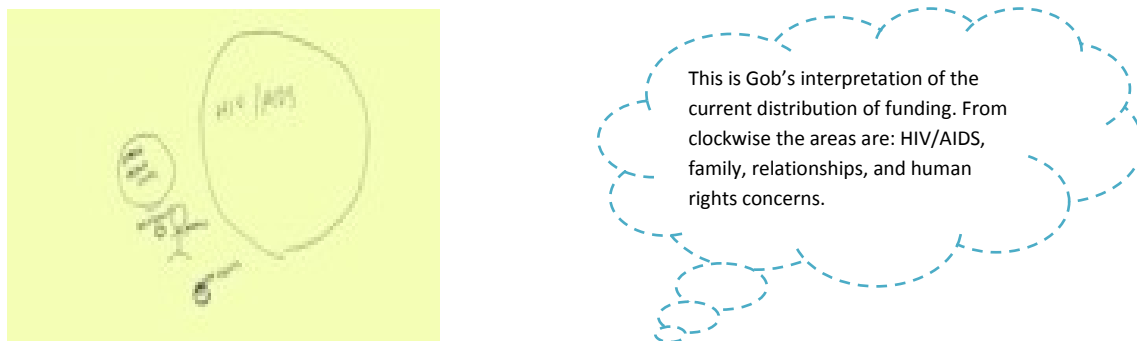 HIV/AIDS
This is Gob’s interpretation of the
current distribution of funding. From
clockwise the areas are: HIV/AIDS,
family, relationships, and human
rights concerns.